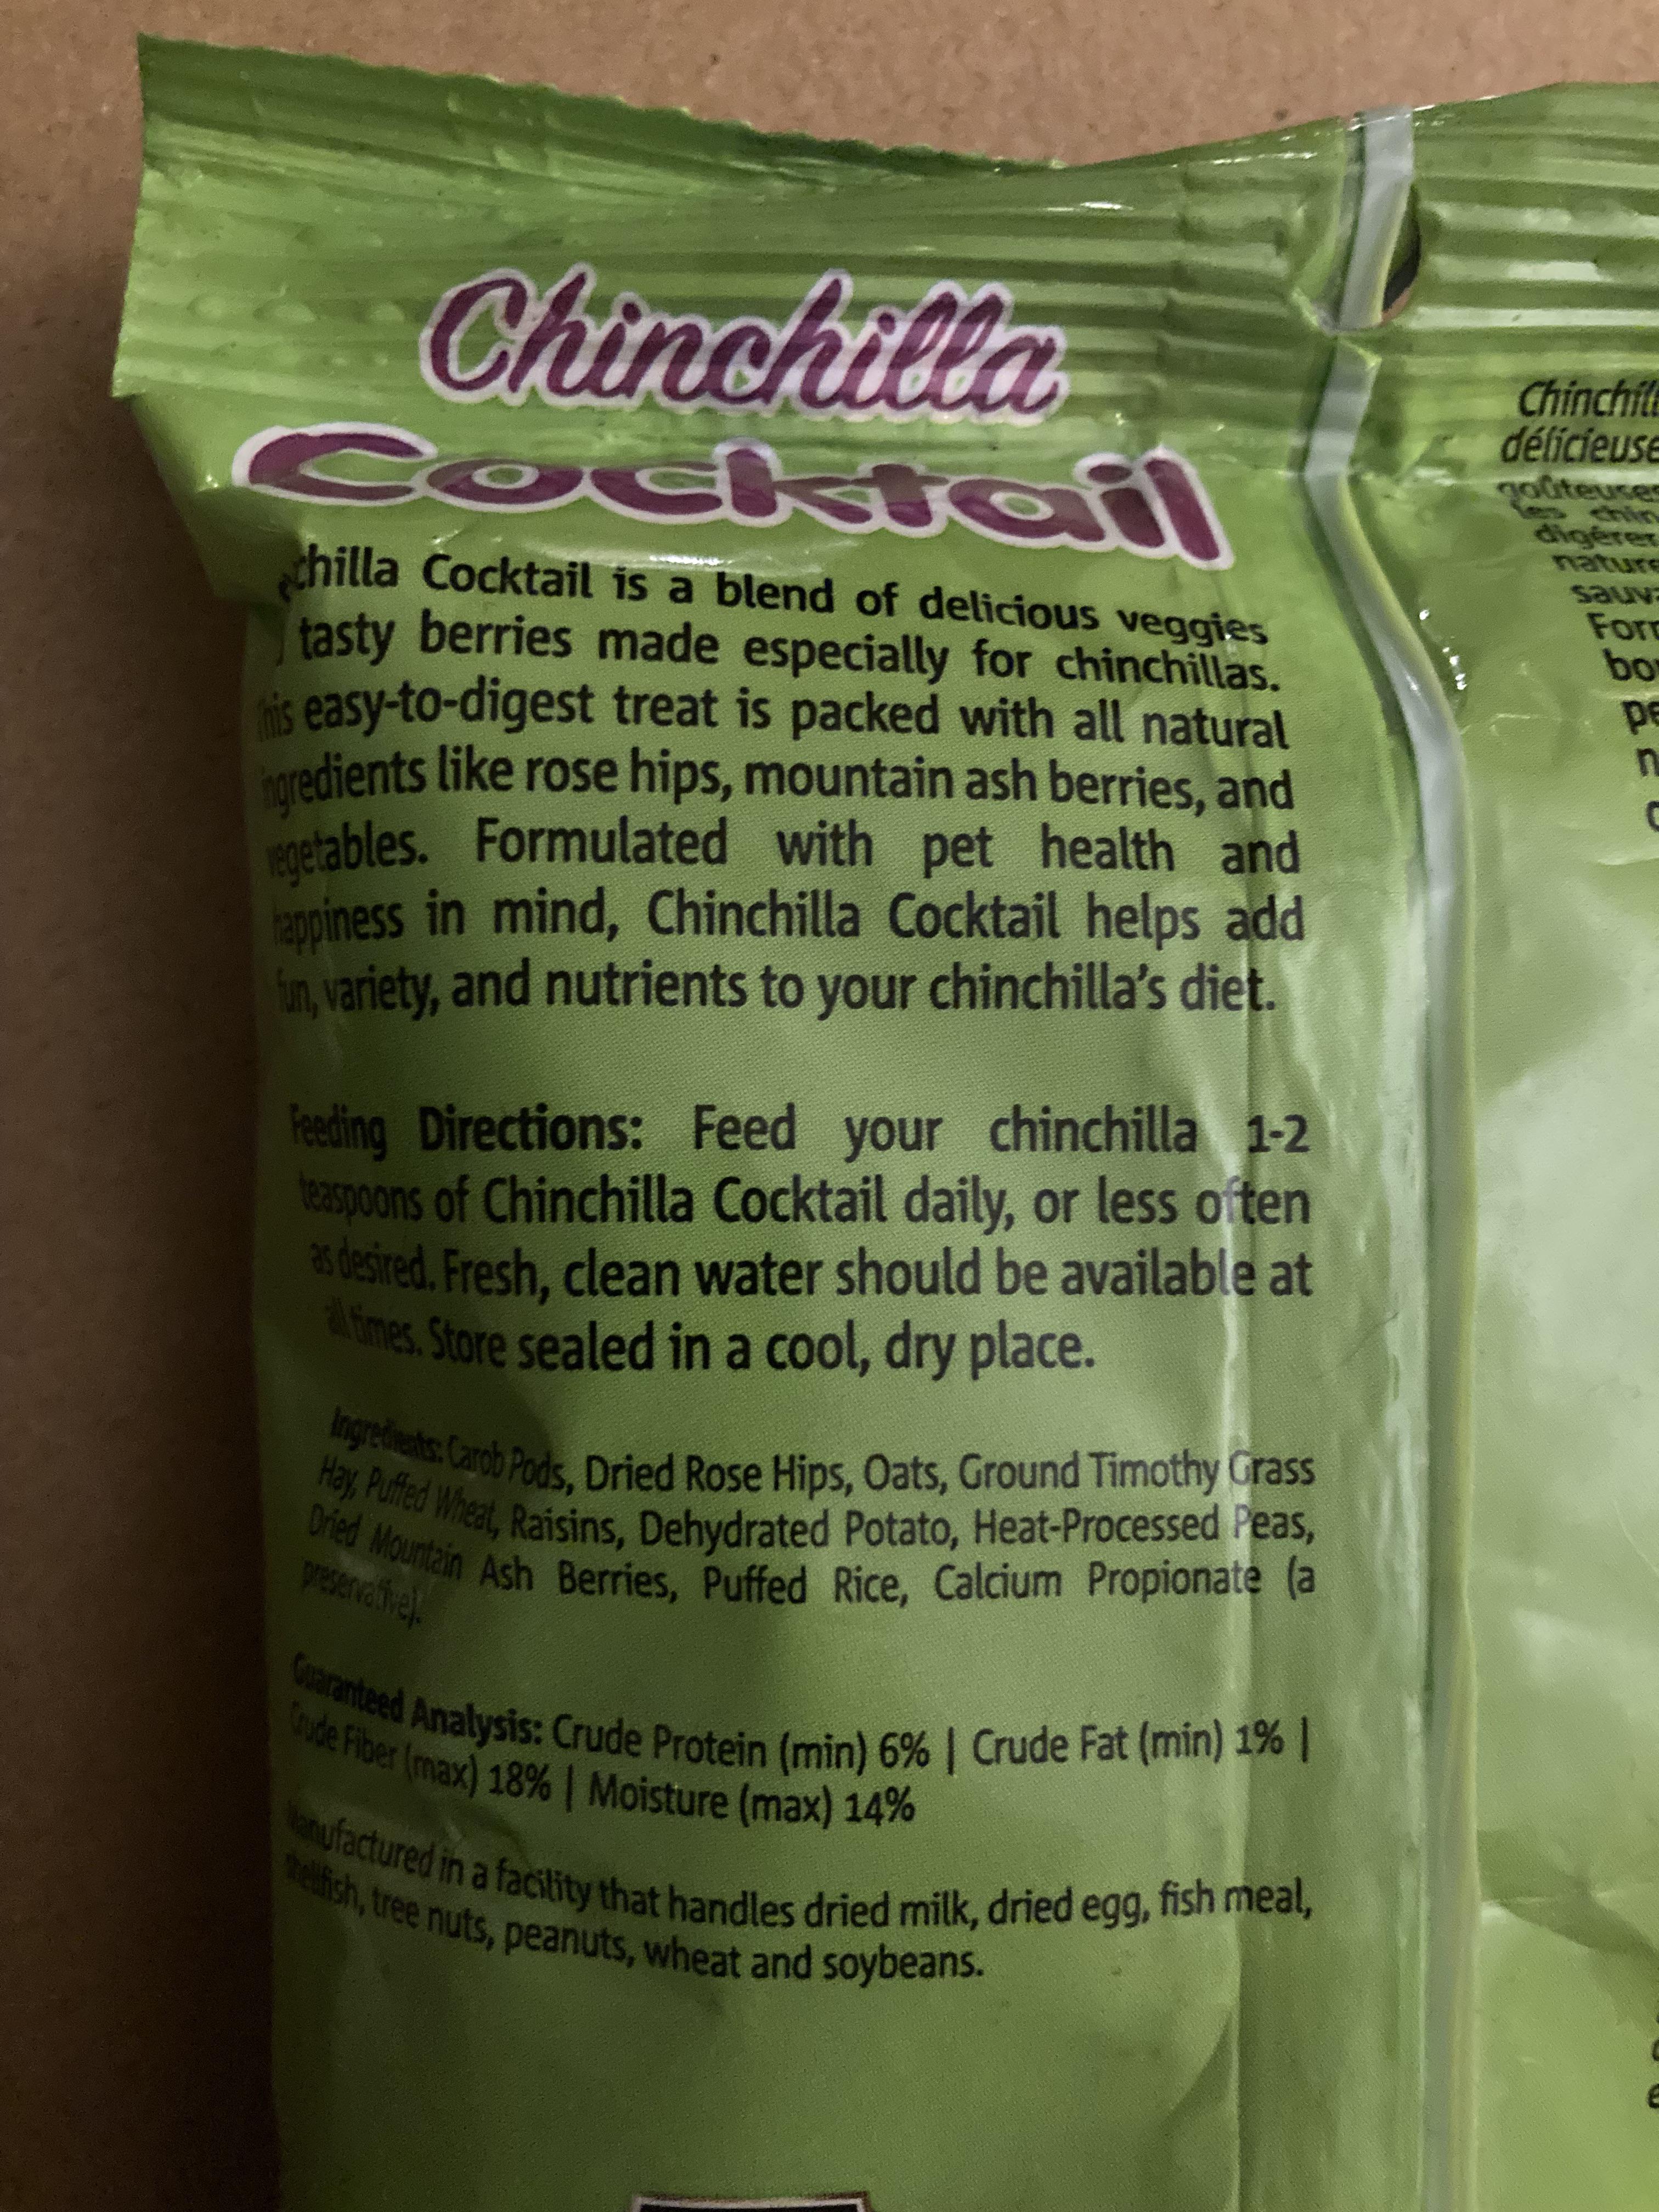 Chinchilla
Cocktail
chilla Cocktail is a blend of delicious veggies
tasty berries made especially for chinchillas.
his easy-to-digest treat is packed with all natural
ingredients like rose hips, mountain ash berries, and
vegetables. Formulated with pet health and
happiness in mind, Chinchilla Cocktail helps add
fun, variety, and nutrients to your chinchilla's diet.
Feeding Directions: Feed your chinchilla 1-2
teaspoons of Chinchilla Cocktail daily, or less often
as desired. Fresh, clean water should be available at
all times. Store sealed in a cool, dry place.
Ingredients: Carob Pods, Dried Rose Hips, Oats, Ground Timothy Grass
Hay, Puffed Wheat, Raisins, Dehydrated Potato, Heat-Processed Peas,
Dried Mountain Ash Berries, Puffed Rice, Calcium Propionate (a
preservative).
Guaranteed Analysis: Crude Protein (min) 6% | Crude Fat (min) 1% |
Crude Fiber (max) 18% | Moisture (max) 14%
Manufactured in a facility that handles dried milk, dried egg, fish meal,
shellfish, tree nuts, peanuts, wheat and soybeans.
Chinchill
délicieuse
goûteuse
les chin
digérer
nature
sauva
Form
bo
pe
n